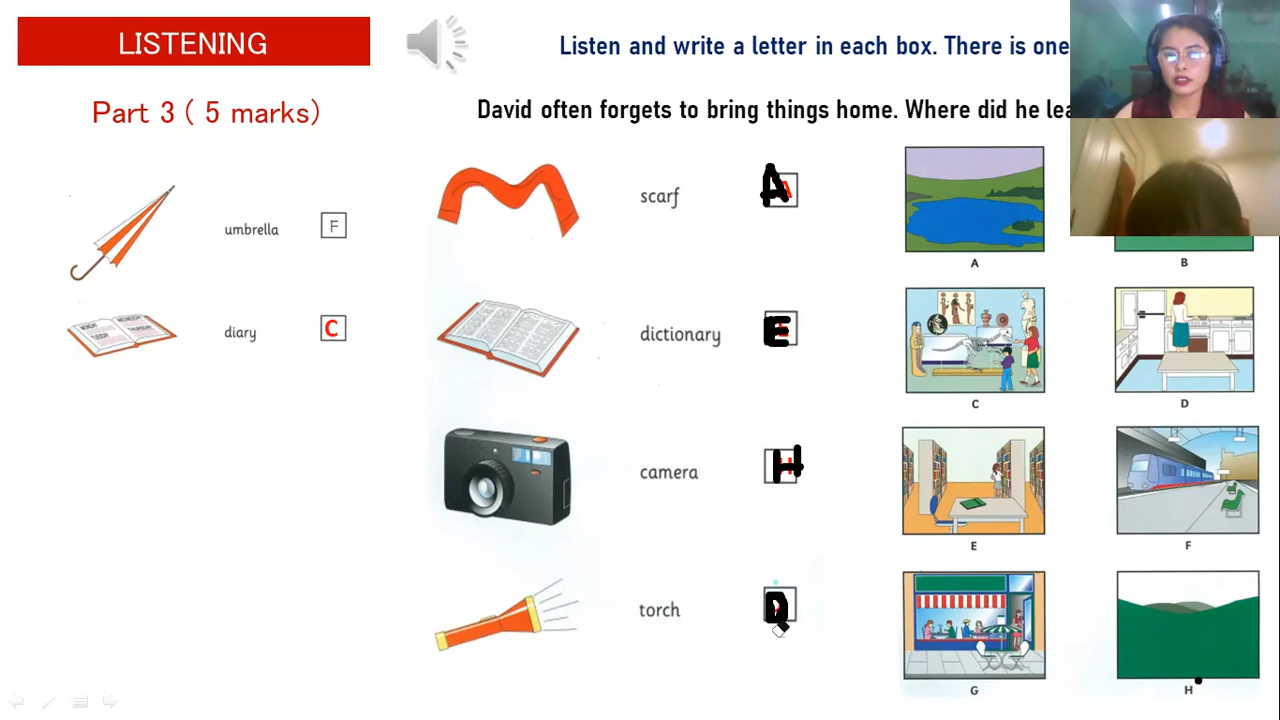 LISTENING
Listen and write a letter in each box. There is one
Part 3 ( 5 marks)
David often forgets to bring things home. Where did he
umbrella F
diary C
scarf A
dictionary E
camera H
torch D
A
B
C
D
E
F
G
H